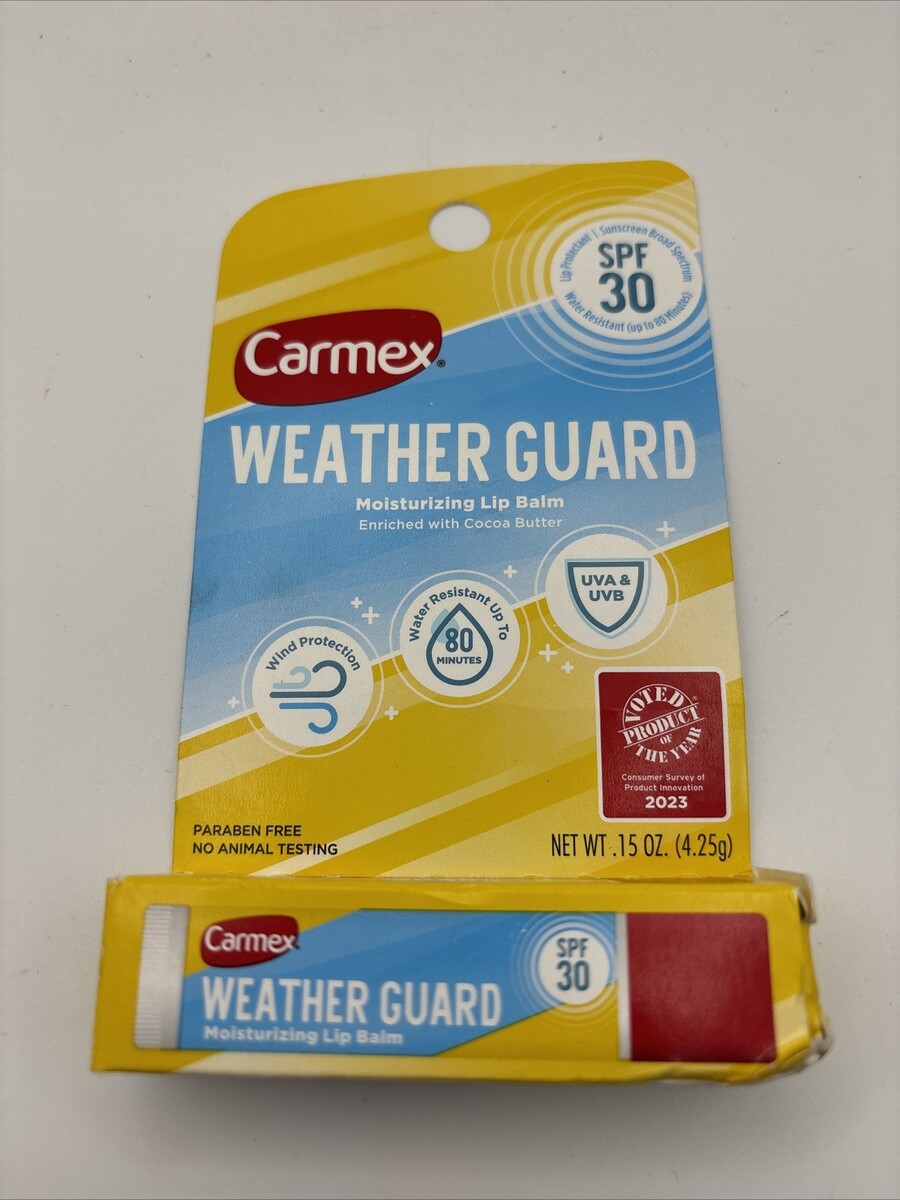 Lip Protectant | Sunscreen Broad Spectrum
SPF
30
Water Resistant (up to 80 Minutes)
Carmex®
WEATHER GUARD
Moisturizing Lip Balm
Enriched with Cocoa Butter
Wind Protection
Water Resistant Up To
80
MINUTES
UVA &
UVB
VOTED
PRODUCT
OF
THE YEAR
Consumer Survey of
Product Innovation
2023
PARABEN FREE
NO ANIMAL TESTING
NET WT .15 OZ. (4.25g)
Carmex
WEATHER GUARD
Moisturizing Lip Balm
SPF
30